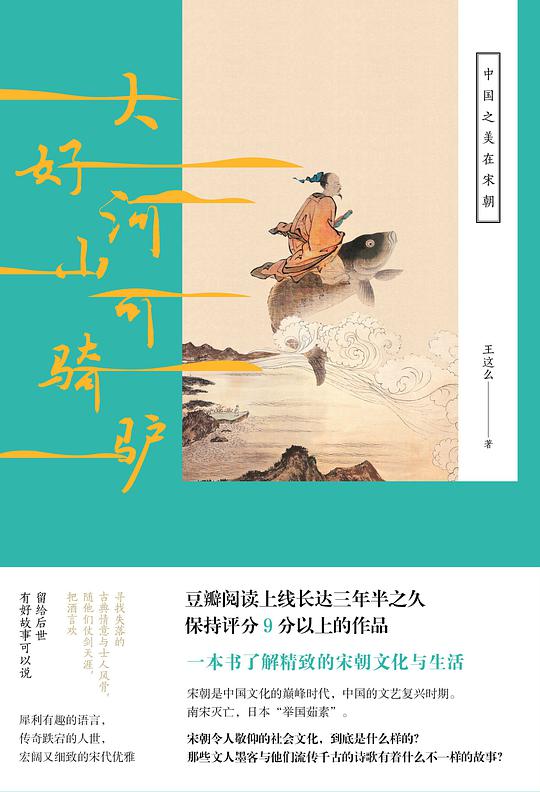 大好河山可骑驴
中国之美在宋朝
王这么 著
豆瓣阅读上线长达三年半之久
保持评分9分以上的作品
一本书了解精致的宋朝文化与生活
宋朝是中国文化的巅峰时代，中国的文艺复兴时期。
南宋灭亡，日本“举国茹素”。
宋朝令人敬仰的社会文化，到底是什么样的？
那些文人墨客与他们流传千古的诗歌有着什么不一样的故事？
寻找失落的
古典情意与士人风骨，
随他们仗剑天涯，
把酒言欢
留给后世
有好故事可以说
犀利有趣的语言，
传奇跌宕的人世，
宏阔又细致的宋代优雅